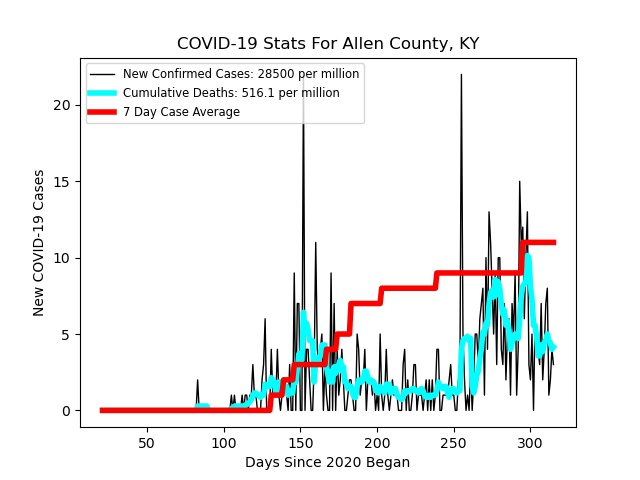 COVID-19 Stats For Allen County, KY
New Confirmed Cases: 28500 per million
Cumulative Deaths: 516.1 per million
7 Day Case Average
20
15
10
5
0
New COVID-19 Cases
50 100 150 200 250 300
Days Since 2020 Began